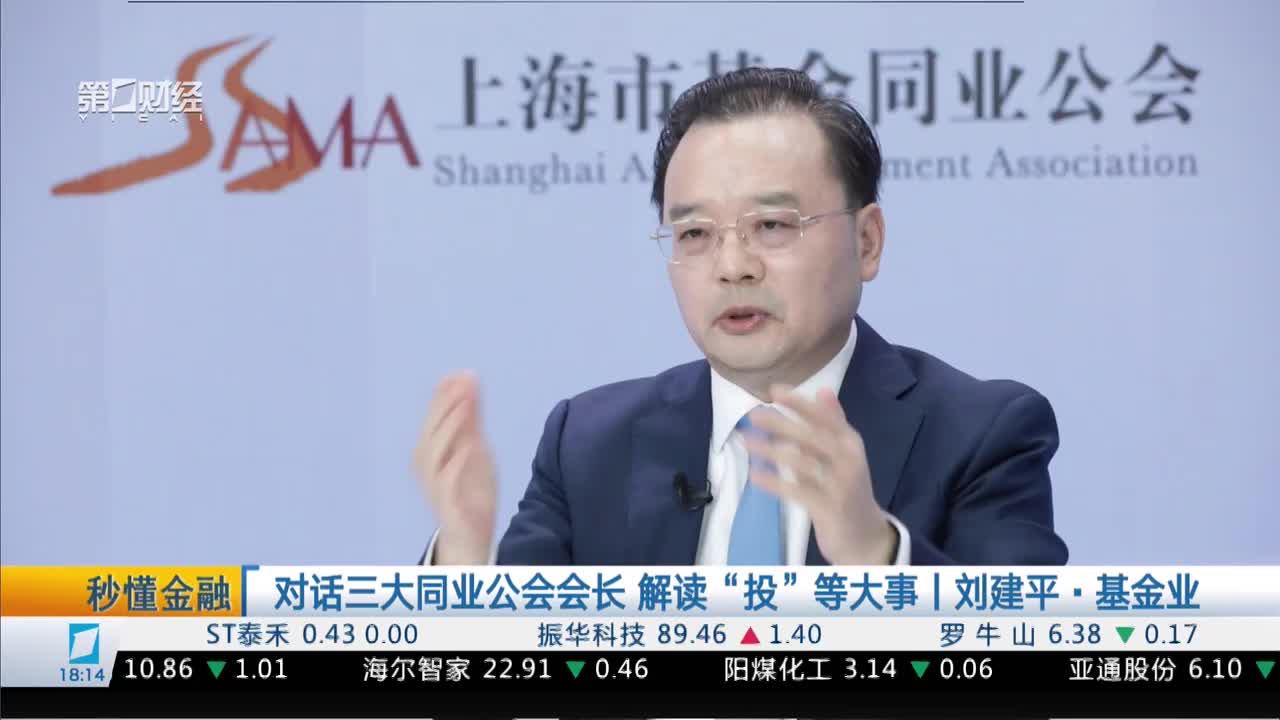 第一财经
YICAI
SAMA
上海市基金同业公会
Shanghai A ment Association
秒懂金融
对话三大同业公会会长 解读“投”等大事丨刘建平·基金业
ST泰禾 0.43 0.00 振华科技 89.46 ▲ 1.40 罗牛山 6.38 ▼ 0.17
18:14
10.86 ▼ 1.01 海尔智家 22.91 ▼ 0.46 阳煤化工 3.14 ▼ 0.06 亚通股份 6.10 ▼